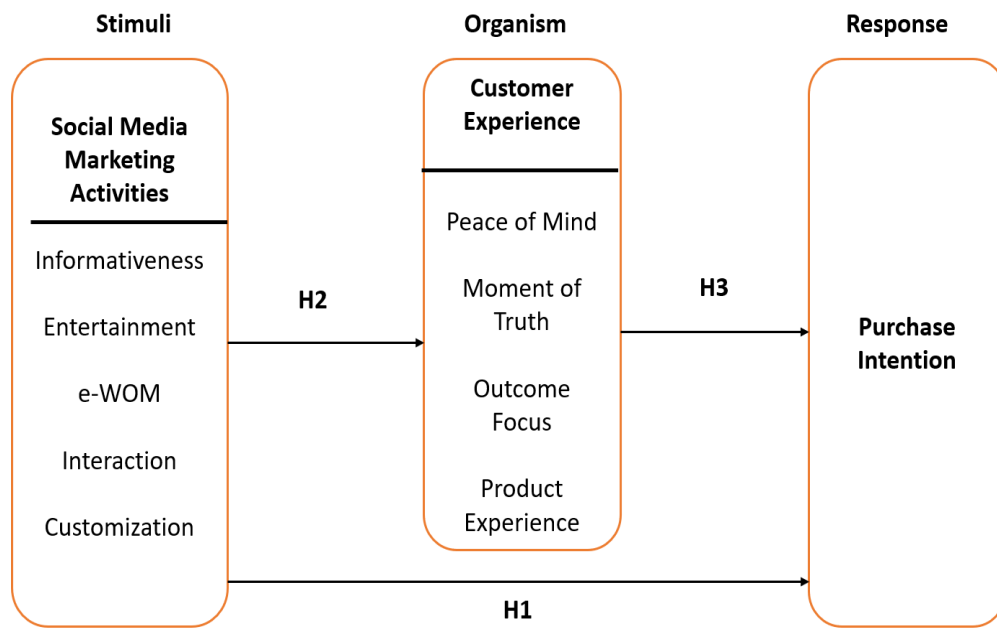 Stimuli
Organism
Response
Social Media
Marketing
Activities
Informativeness
Entertainment
e-WOM
Interaction
Customization
H2
Customer
Experience
Peace of Mind
Moment of
Truth
Outcome
Focus
Product
Experience
H3
Purchase
Intention
H1